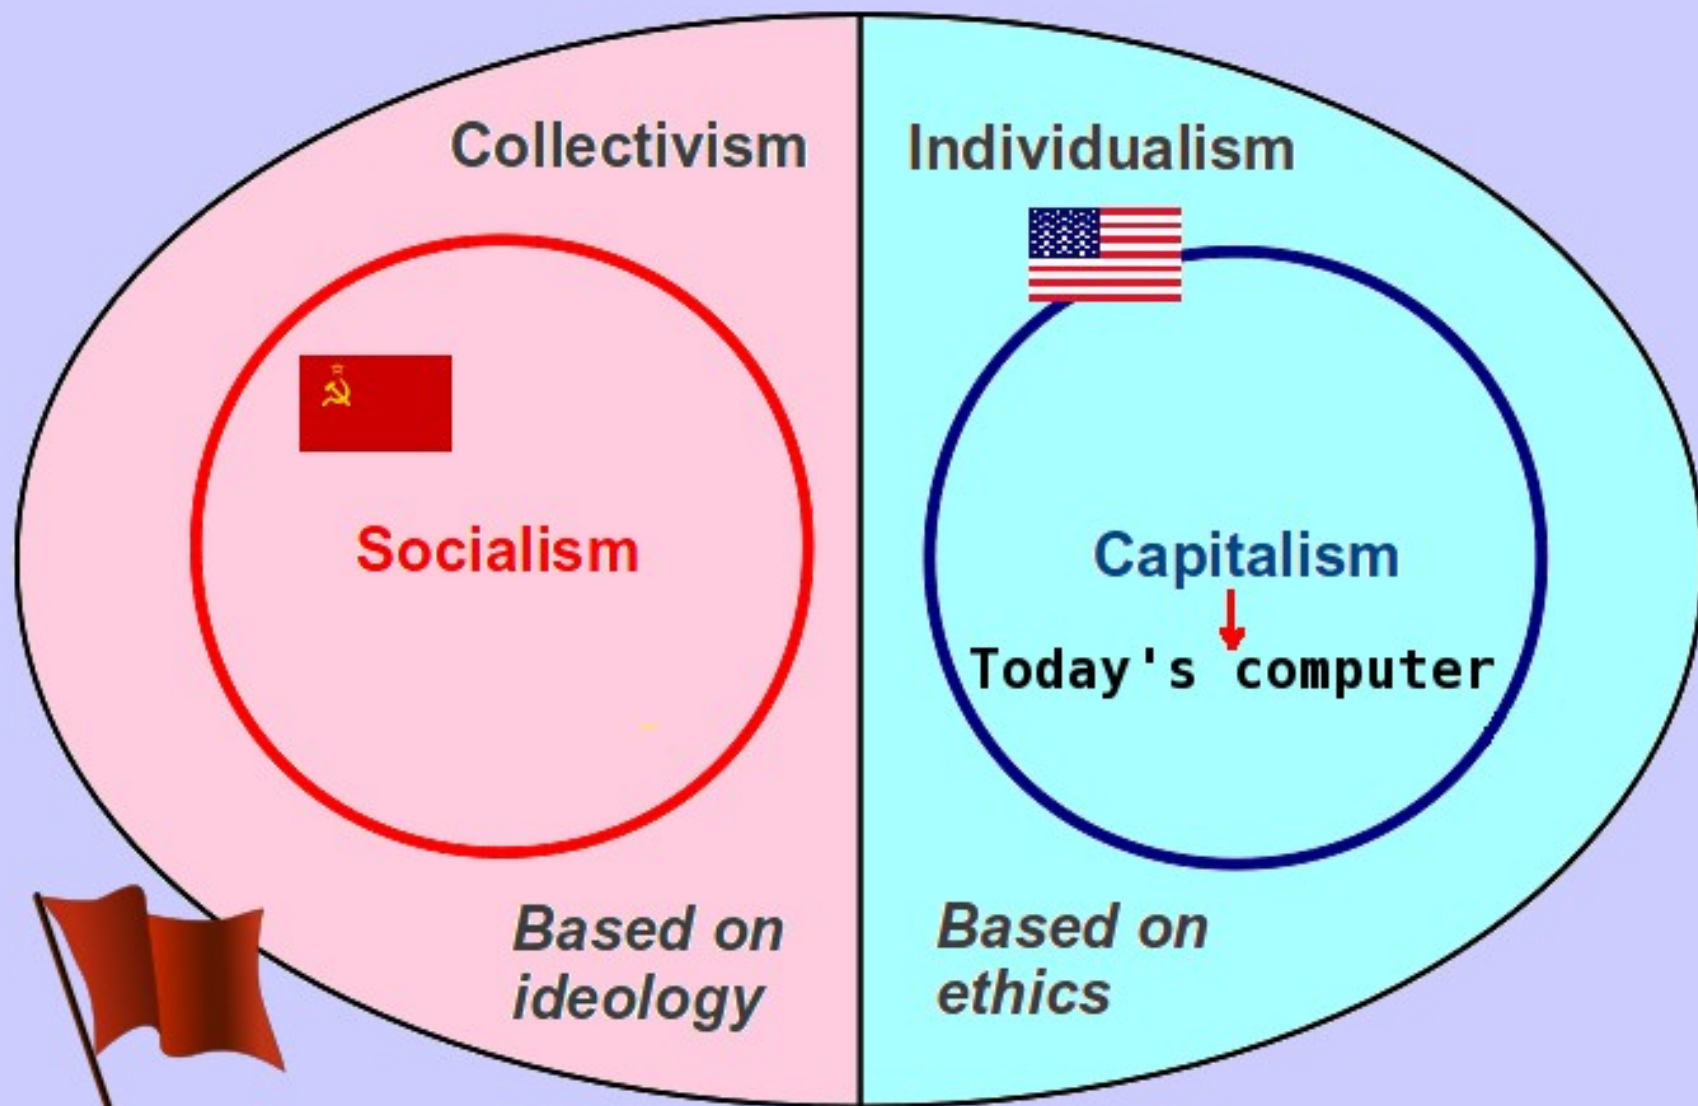 Collectivism
Individualism
Socialism
Capitalism
Today's computer
Based on
ideology
Based on
ethics